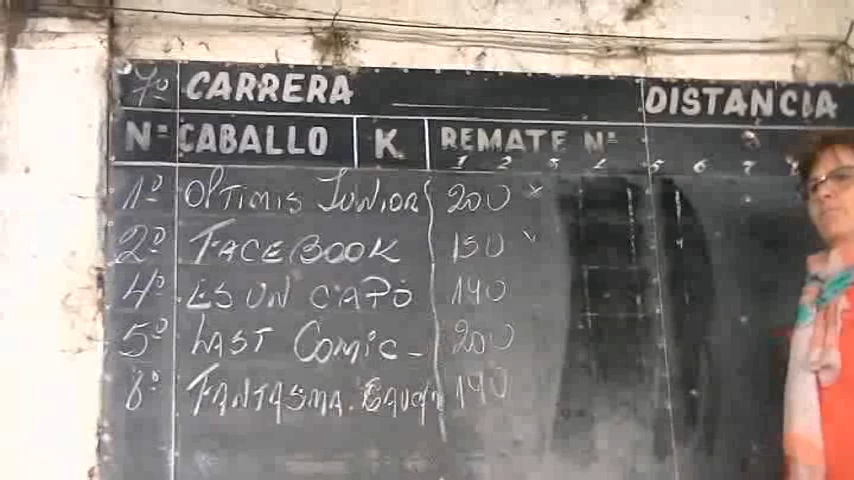 7º CARRERA DISTANCIA
Nº CABALLO K. REMATE Nº
1 2 3 4 5 6 7 8
1º OPTIMIS JUNIOR 200 x
2º FACEBOOK 150
4º ES UN CAPO 140
5º LAST COMIC - 200
8º FANTASMA. 140